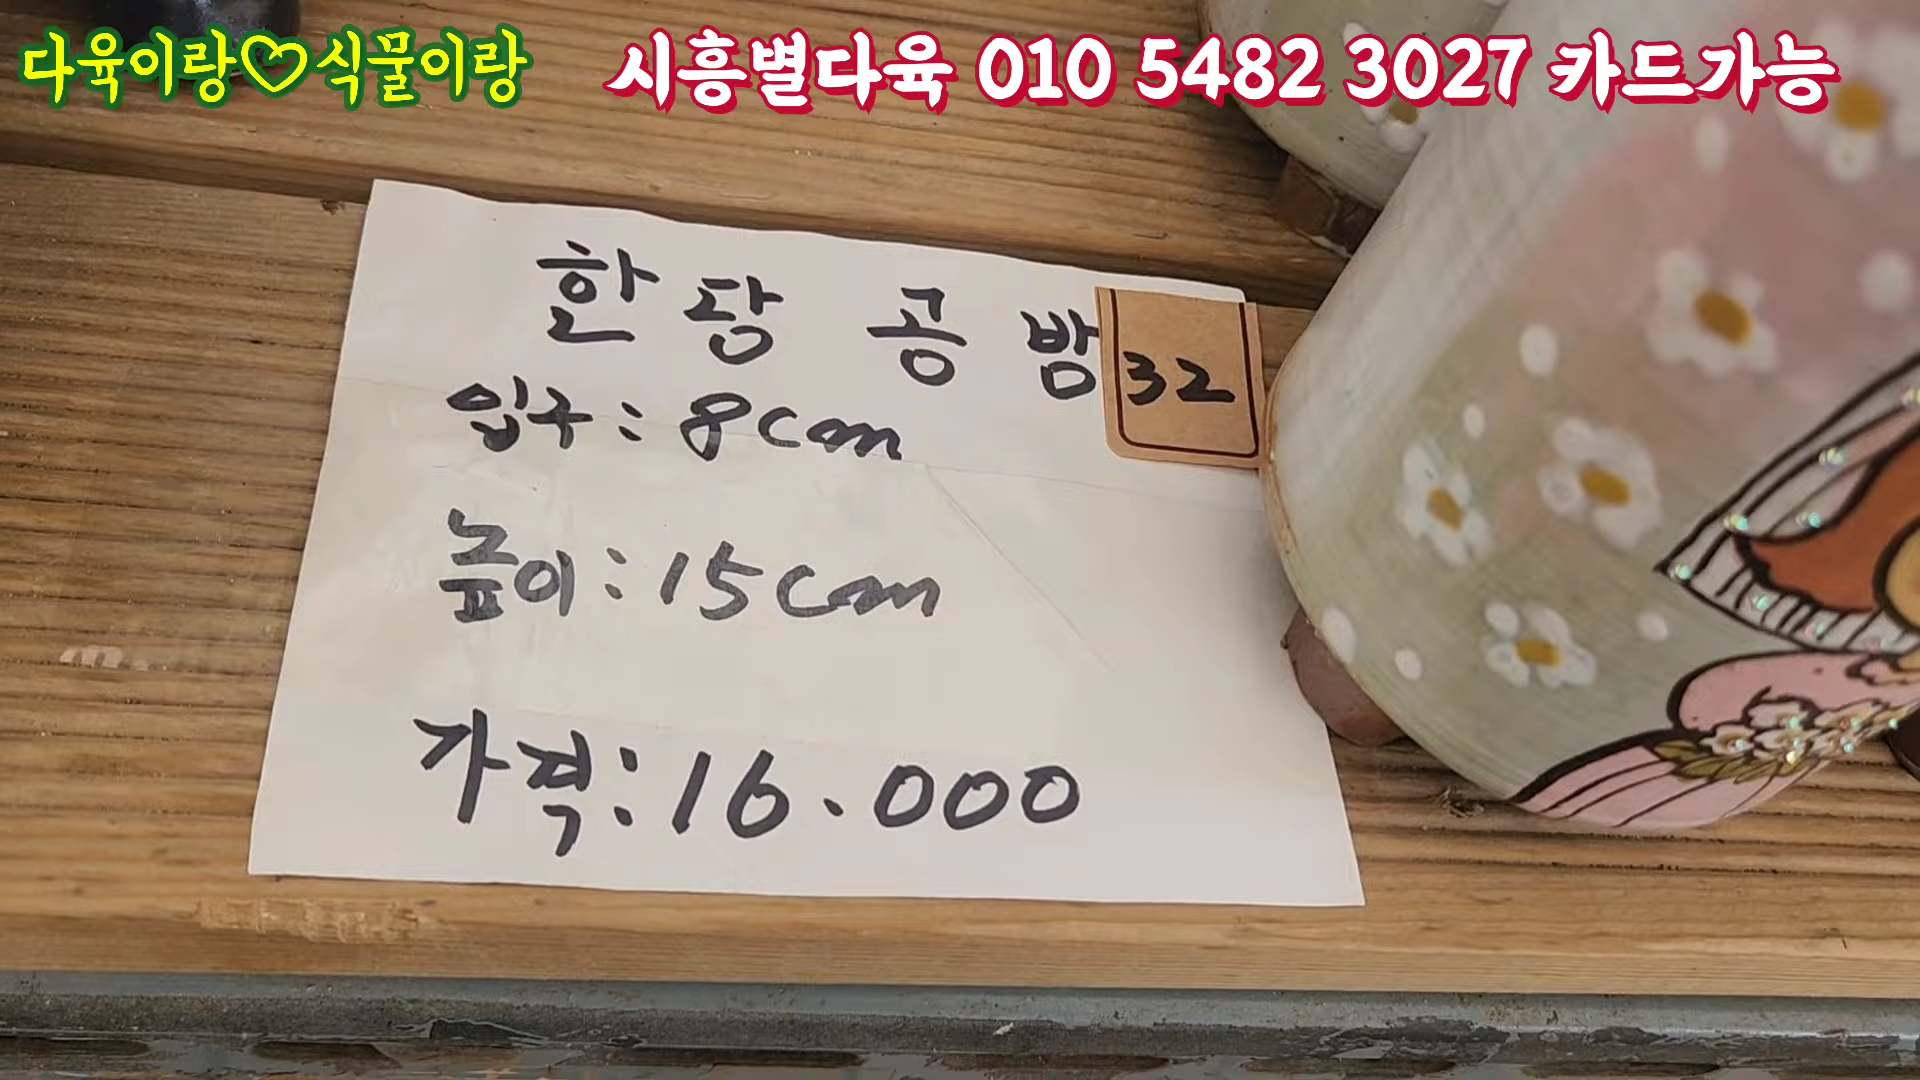 다육이랑♡식물이랑
시흥별다육 010 5482 3027 카드가능
한당 공방
32
입구: 8cm
높이: 15cm
가격: 16.000